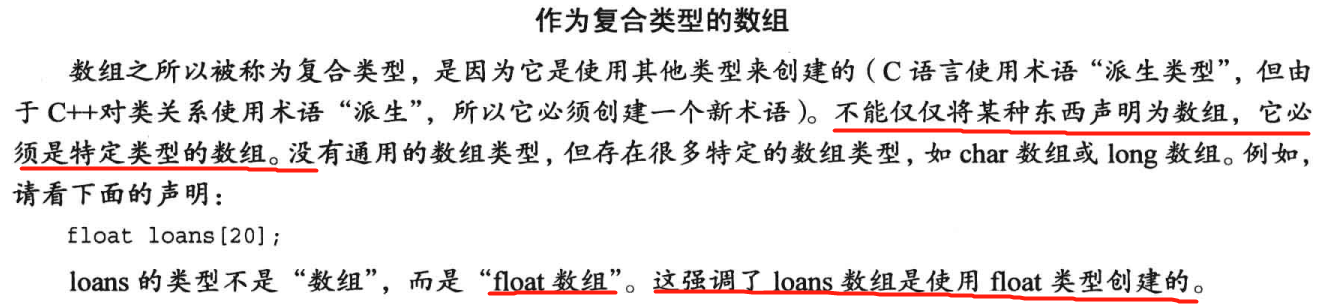 作为复合类型的数组
数组之所以被称为复合类型，是因为它是使用其他类型来创建的（C 语言使用术语“派生类型”，但由
于 C++对类关系使用术语“派生”，所以它必须创建一个新术语）。不能仅仅将某种东西声明为数组，它必
须是特定类型的数组。没有通用的数组类型，但存在很多特定的数组类型，如 char 数组或 long 数组。例如，
请看下面的声明：
float loans[20];
loans 的类型不是“数组”，而是“float 数组”。这强调了 loans 数组是使用 float 类型创建的。